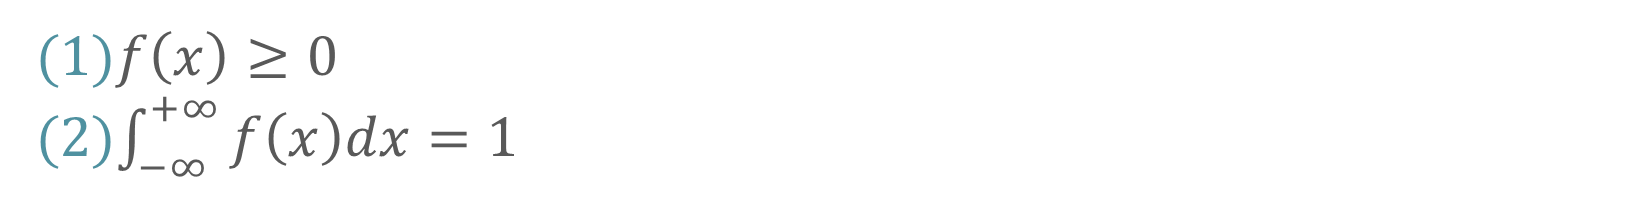 (1)f(x) ≥ 0
(2)∫_{−∞}^{+∞} f(x)dx = 1